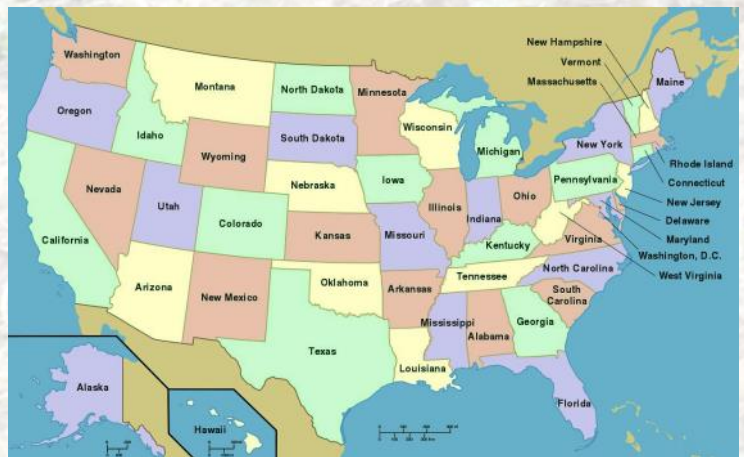 New Hampshire
Vermont
Massachusetts
Washington
Montana
North Dakota
Minnesota
Maine
Oregon
Idaho
South Dakota
Wisconsin
Michigan
New York
Wyoming
Rhode Island
Connecticut
Nebraska
Iowa
Pennsylvania
New Jersey
Nevada
Utah
Colorado
Illinois
Indiana
Ohio
Delaware
Maryland
California
Kansas
Missouri
Kentucky
Virginia
Washington, D.C.
West Virginia
Arizona
New Mexico
Oklahoma
Arkansas
Tennessee
North Carolina
South
Carolina
Texas
Mississippi
Alabama
Georgia
Louisiana
Alaska
Hawaii
Florida